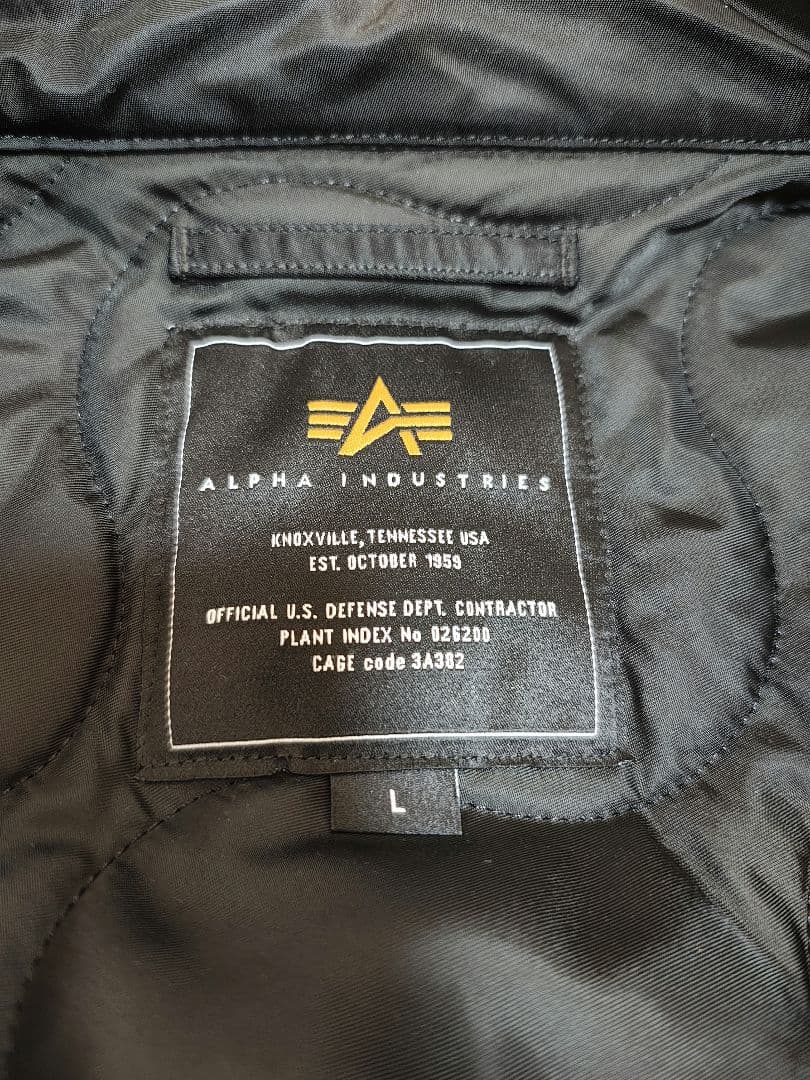 ALPHA INDUSTRIES
KNOXVILLE, TENNESSEE USA
EST. OCTOBER 1959
OFFICIAL U.S. DEFENSE DEPT. CONTRACTOR
PLANT INDEX No 026200
CAGE code 3A382
L